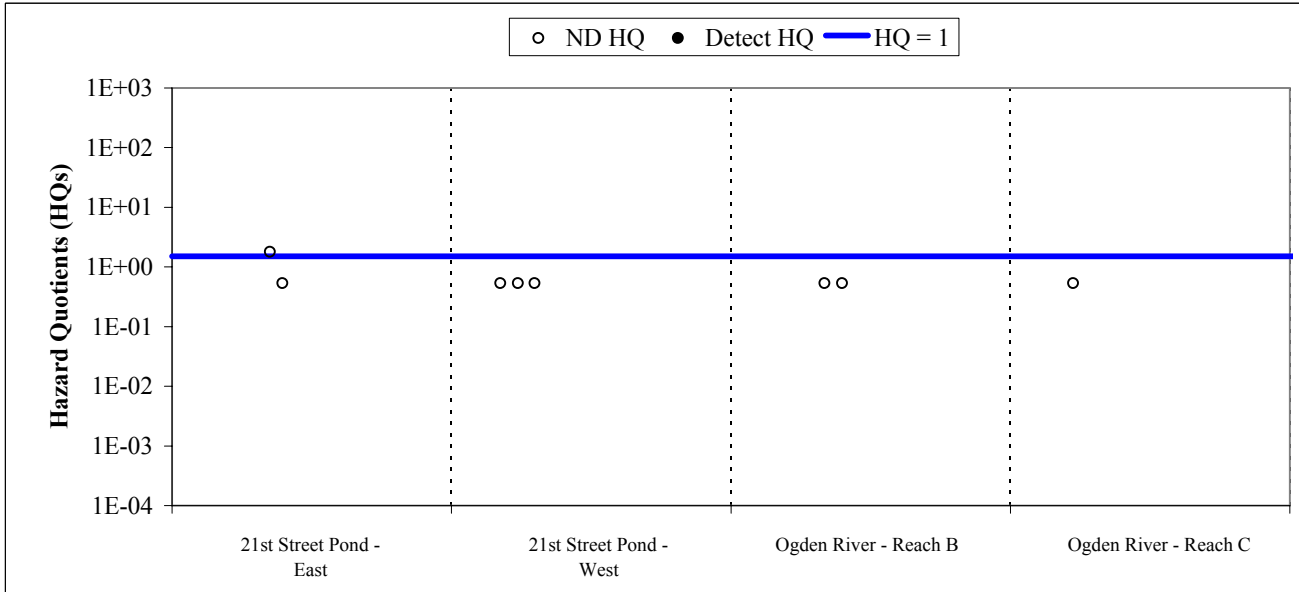 ND HQ Detect HQ HQ = 1
Hazard Quotients (HQs)
1E+03
1E+02
1E+01
1E+00
1E-01
1E-02
1E-03
1E-04
21st Street Pond -
East
21st Street Pond -
West
Ogden River - Reach B
Ogden River - Reach C